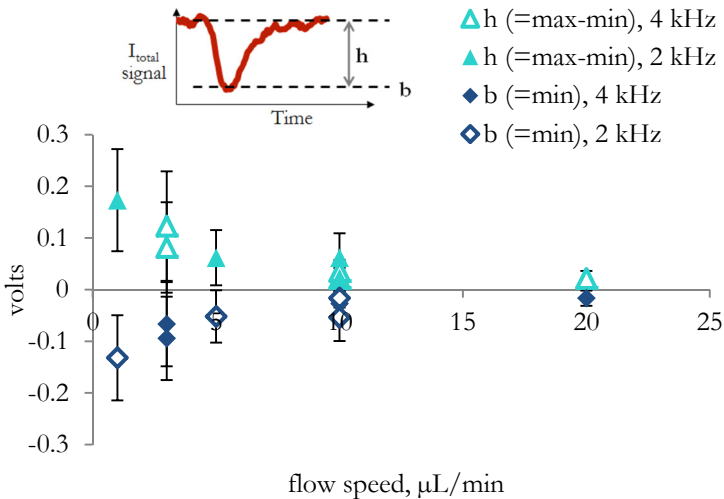 I_total
signal
h
b
Time
h (=max-min), 4 kHz
h (=max-min), 2 kHz
b (=min), 4 kHz
b (=min), 2 kHz
0.3
0.2
0.1
0
-0.1
-0.2
-0.3
volts
0
5
10
15
20
25
flow speed, μL/min